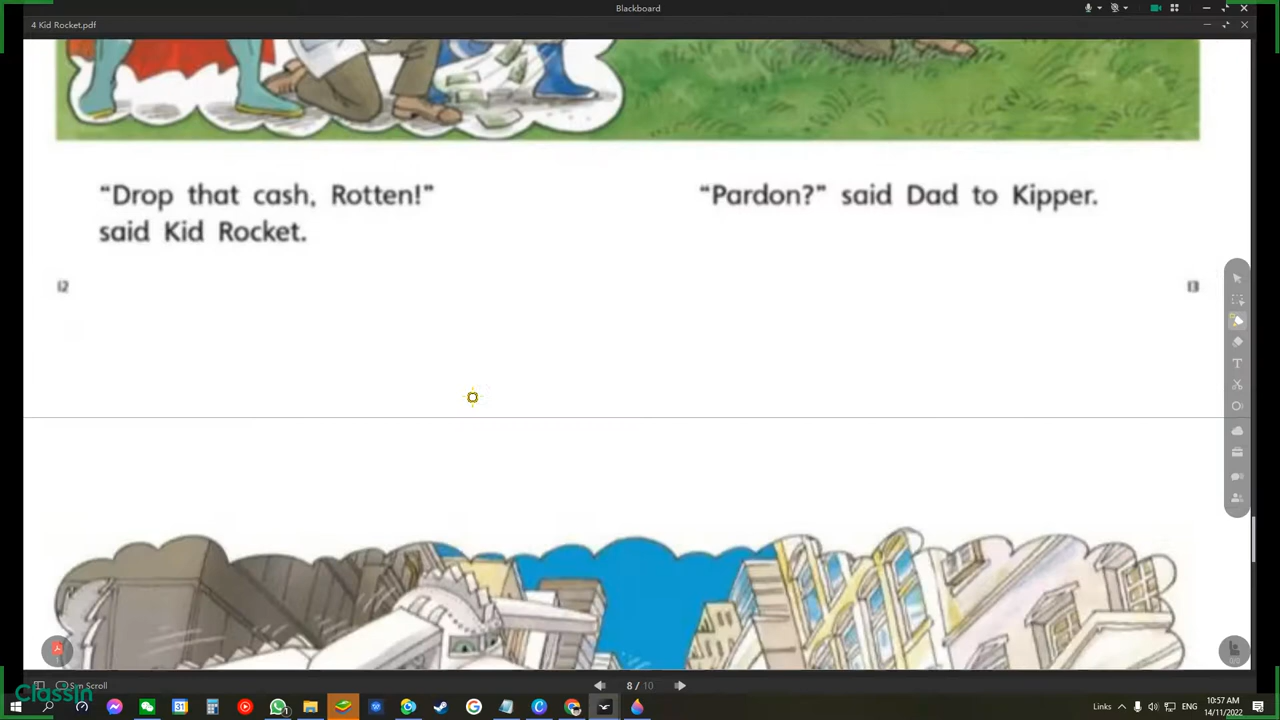 Blackboard
4 Kid Rocket.pdf
“Drop that cash, Rotten!”
said Kid Rocket.
“Pardon?” said Dad to Kipper.
12
13
Syn Scroll
8 / 10
ClassIn
Links
ENG
10:57 AM
14/11/2022